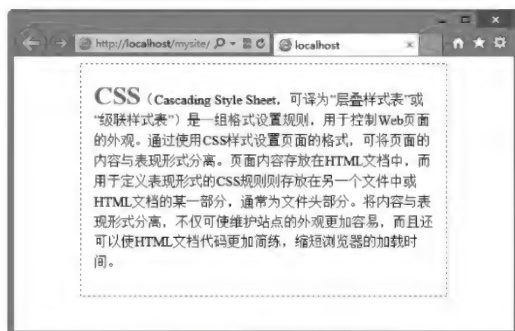 http://localhost/mysite/
localhost
CSS（Cascading Style Sheet，可译为“层叠样式表”或
“级联样式表”）是一组格式设置规则，用于控制Web页面
的外观。通过使用CSS样式设置页面的格式，可将页面的
内容与表现形式分离。页面内容存放在HTML文档中，而
用于定义表现形式的CSS规则则存放在另一个文件中或
HTML文档的某一部分，通常为文件头部分。将内容与表
现形式分离，不仅可使维护站点的外观更加容易，而且还
可以使HTML文档代码更加简练，缩短浏览器的加载时
间。